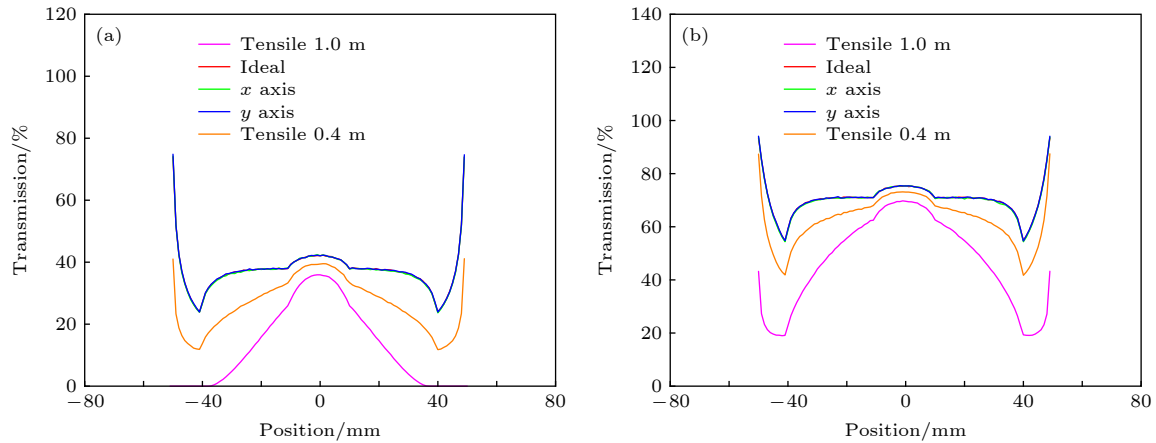 120
100
80
60
40
20
0
Transmission/%
(a)
Tensile 1.0 m
Ideal
x axis
y axis
Tensile 0.4 m
−80
−40
0
40
80
Position/mm
140
120
100
80
60
40
20
0
Transmission/%
(b)
Tensile 1.0 m
Ideal
x axis
y axis
Tensile 0.4 m
−80
−40
0
40
80
Position/mm